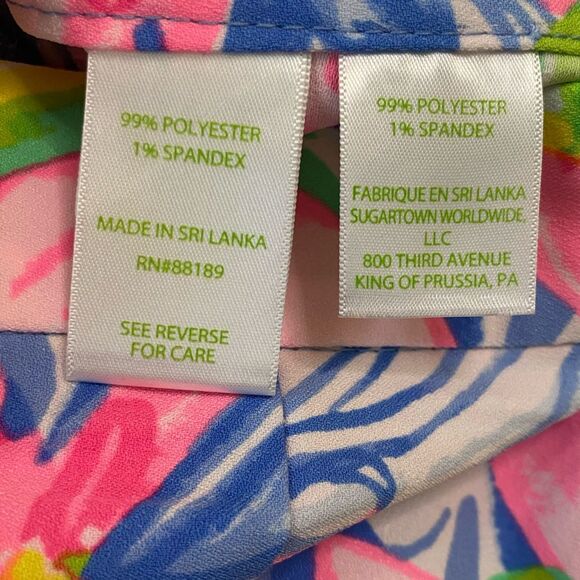 99% POLYESTER
1% SPANDEX
MADE IN SRI LANKA
RN#88189
SEE REVERSE
FOR CARE
99% POLYESTER
1% SPANDEX
FABRIQUE EN SRI LANKA
SUGARTOWN WORLDWIDE,
LLC
800 THIRD AVENUE
KING OF PRUSSIA, PA